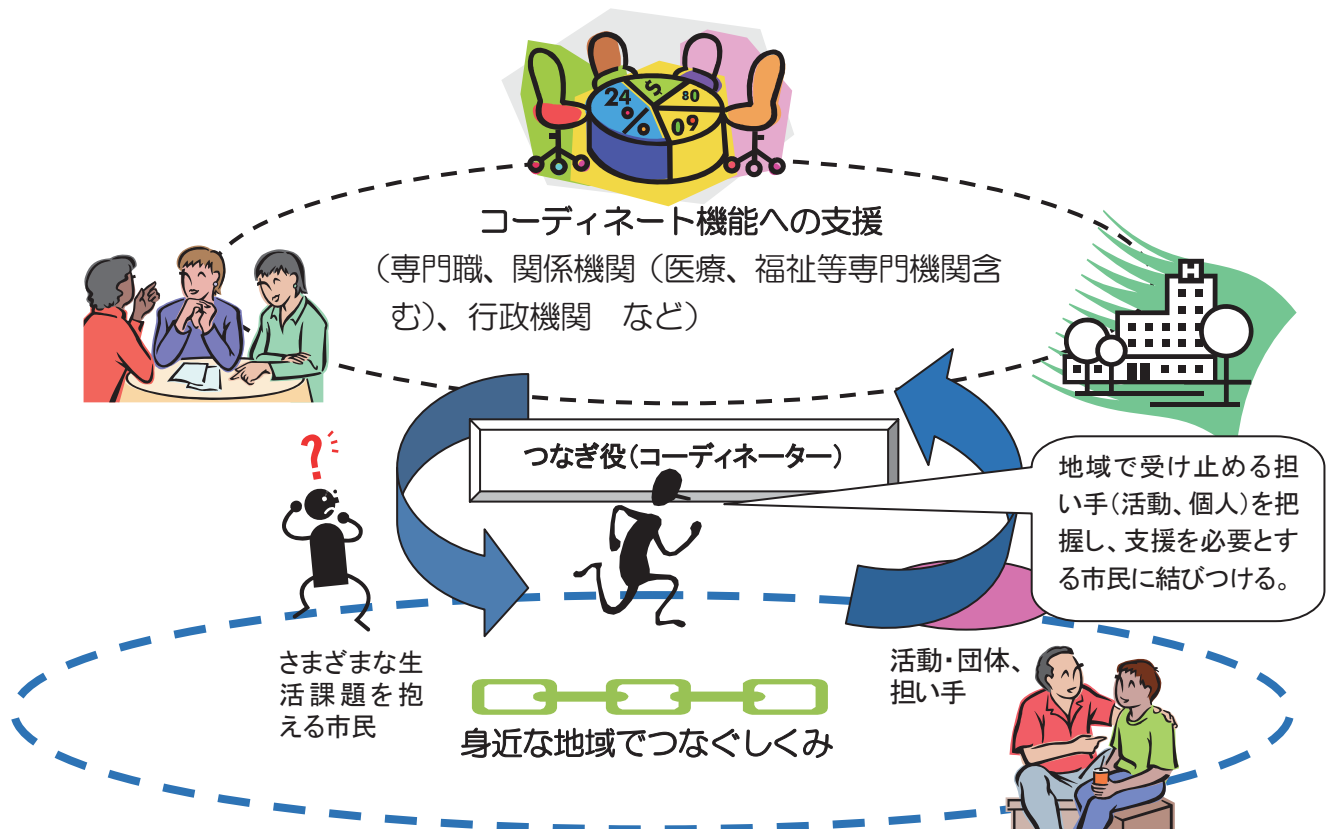 24
%
$
80
09
コーディネート機能への支援
（専門職、関係機関（医療、福祉等専門機関含
む）、行政機関　など）
?
つなぎ役（コーディネーター）
地域で受け止める担
い手（活動、個人）を把
握し、支援を必要とす
る市民に結びつける。
さまざまな生
活課題を抱
える市民
活動・団体、
担い手
身近な地域でつなぐしくみ